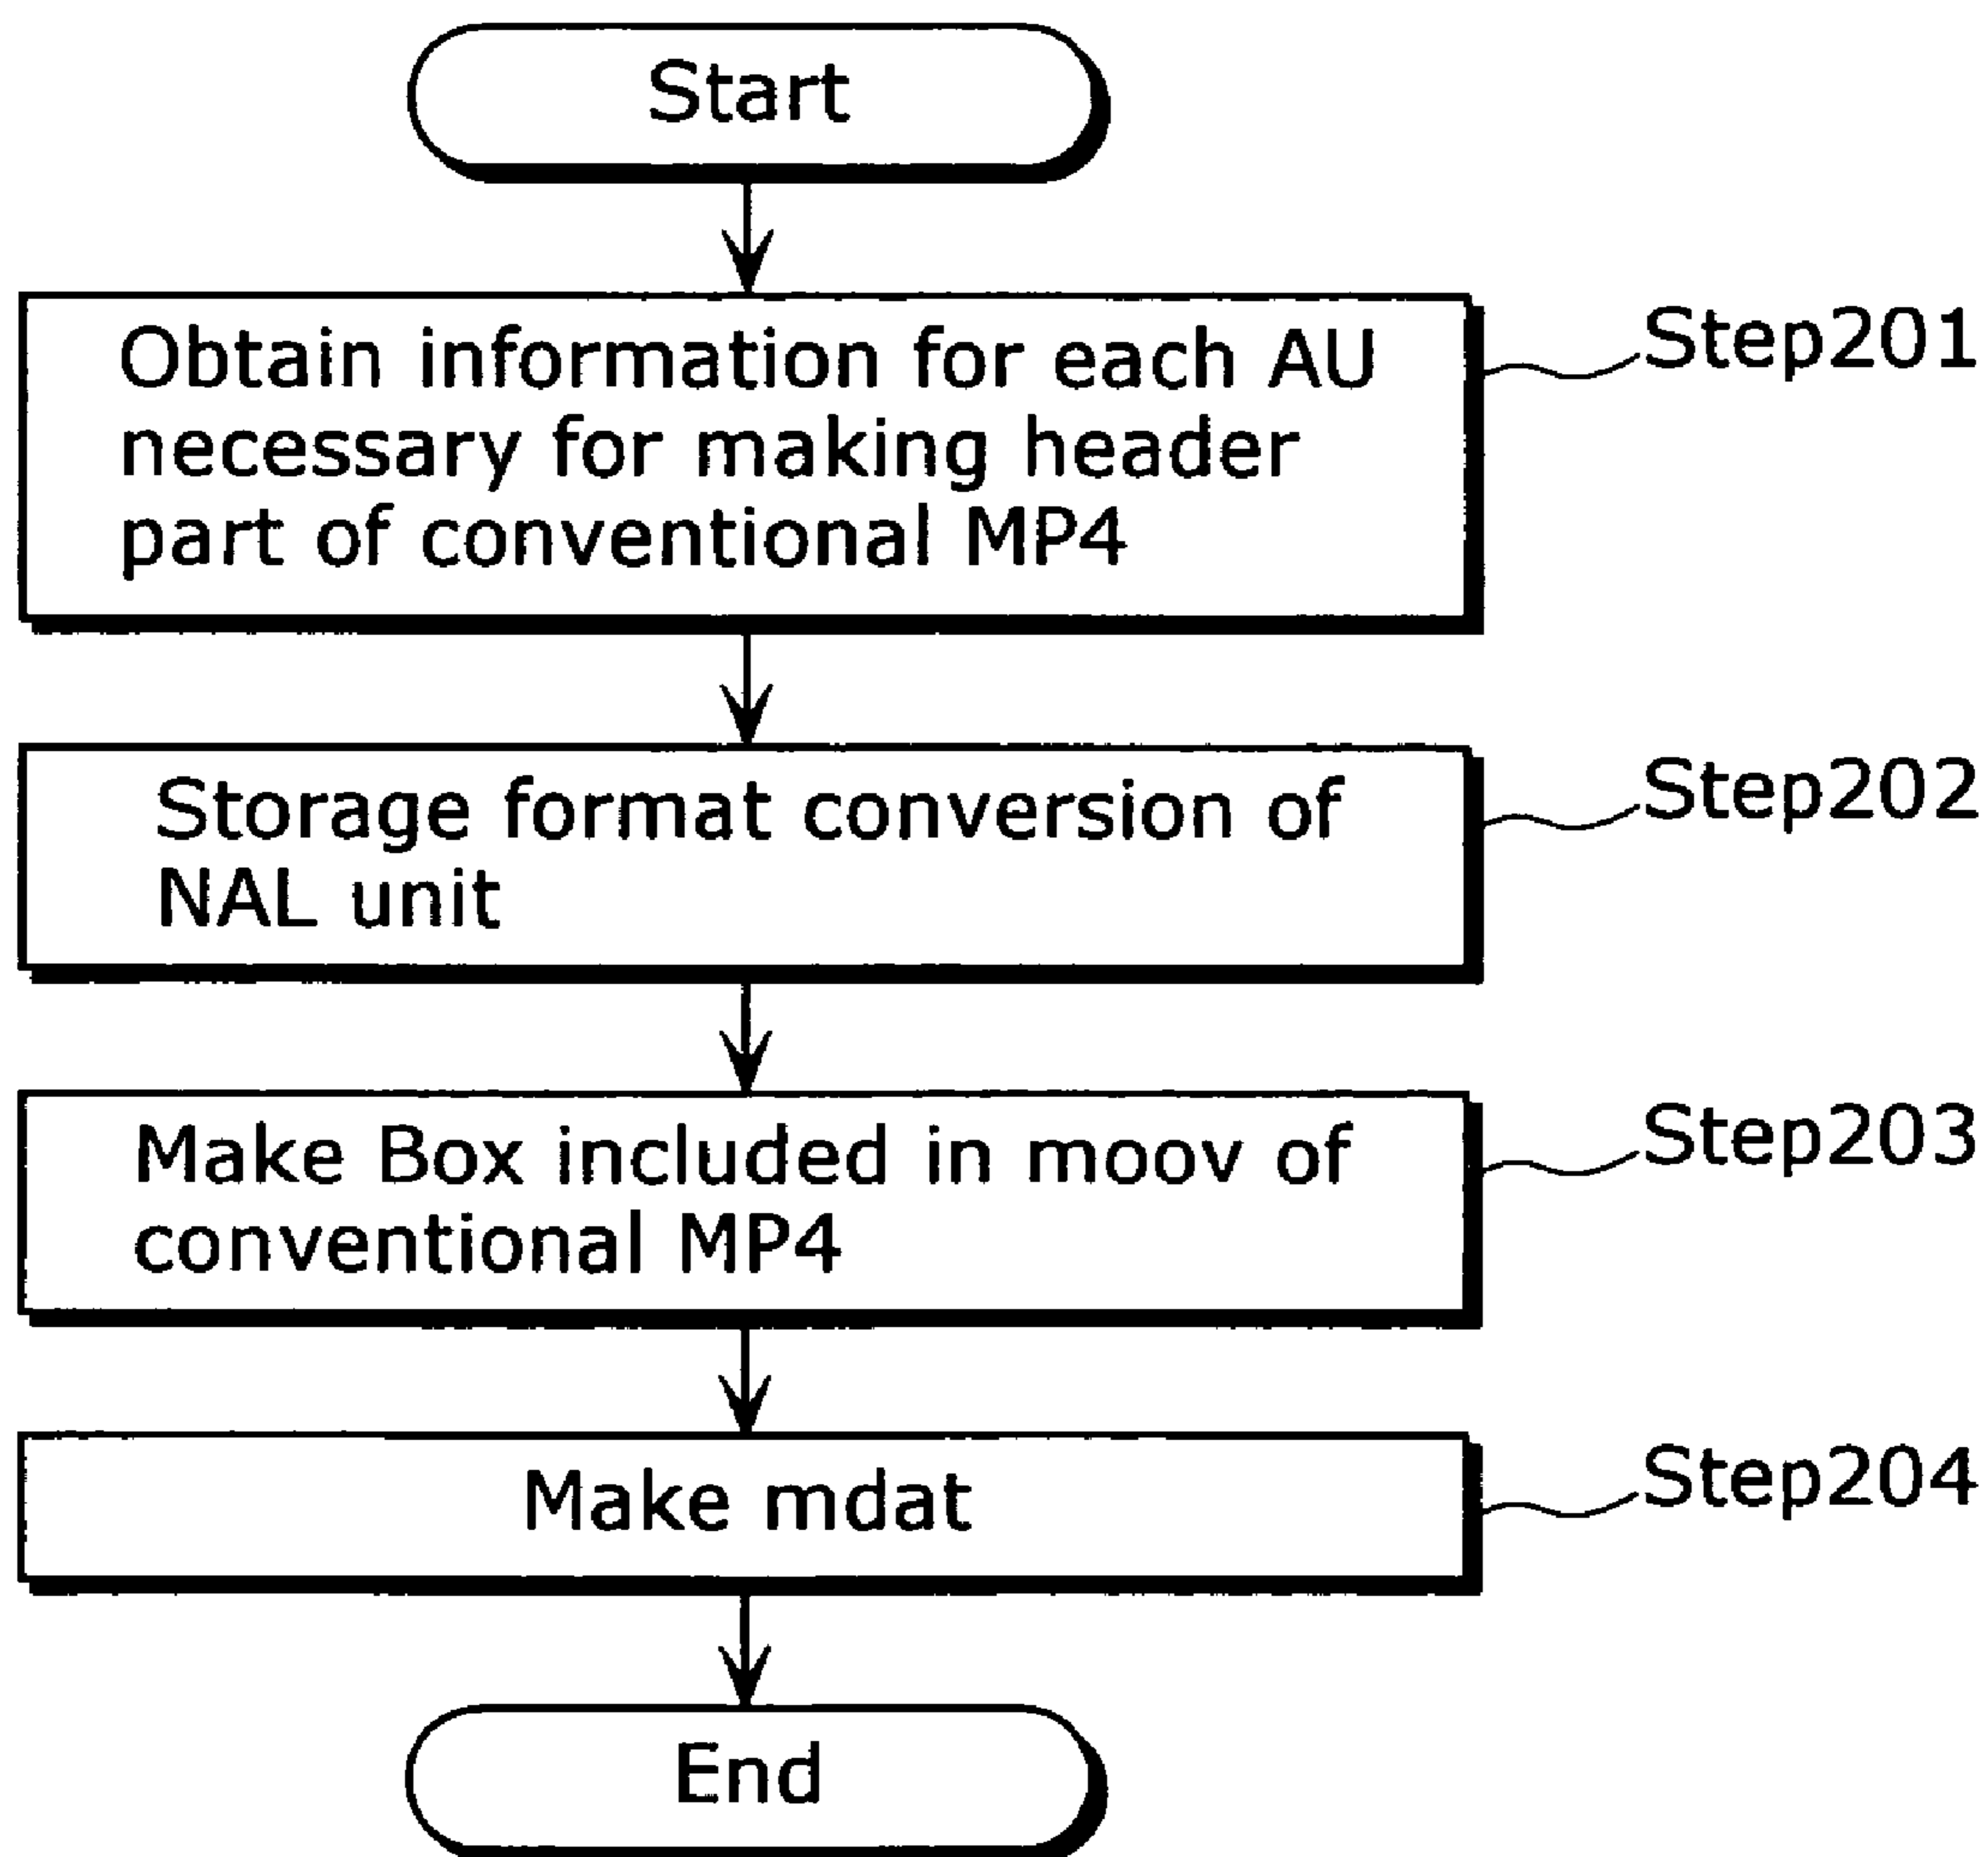 Start
Obtain information for each AU
necessary for making header
part of conventional MP4
Step201
Storage format conversion of
NAL unit
Step202
Make Box included in moov of
conventional MP4
Step203
Make mdat
Step204
End